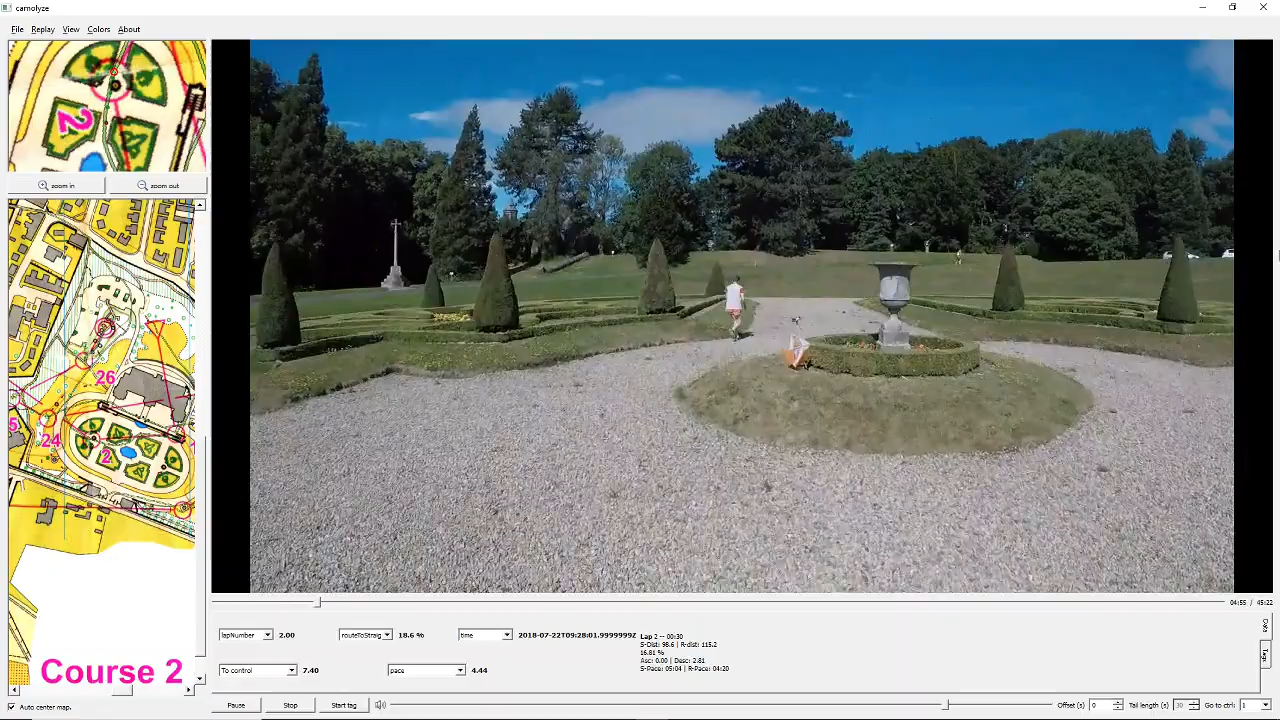 camolyze
File Replay View Colors About
2
zoom in zoom out
26
5
24
2
Course 2
Auto center map.
04:55 / 45:22
lapNumber 2.00 routeToStraig 18.6 % time 2018-07-22T09:28:01.9999999Z
To control 7.40 pace 4.44
Lap 2 -- 00:30
S-Dist: 98.6 | R-dist: 115.2
16.81 %
Asc: 0.00 | Desc: 2.81
S-Pace: 05:04 | R-Pace: 04:20
Tags
Pause Stop Start tag Offset (s) 0 Tail length (s) 30 Go to ctrl: 1